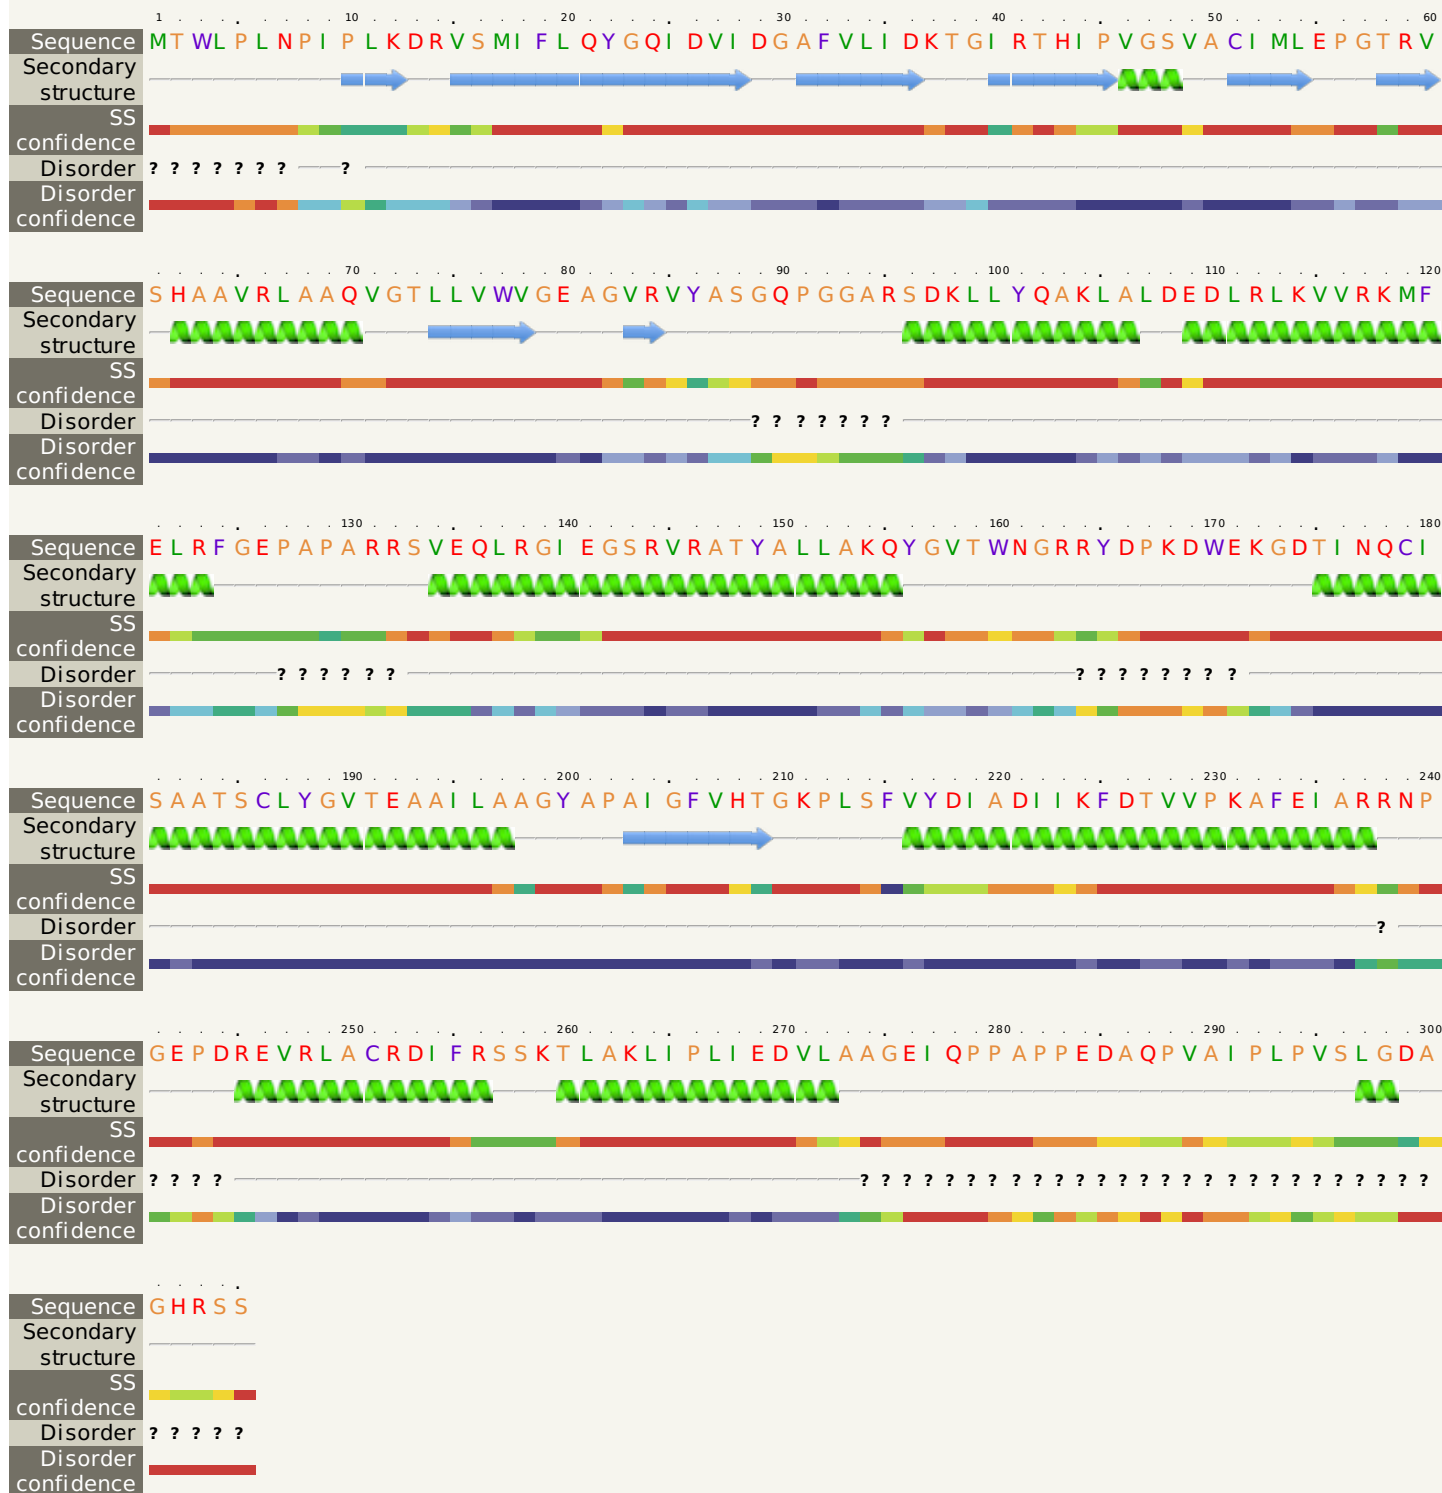 1 10 20 30 40 50 60
Sequence MTWLPLNPIPLKDRVSMIFLQYGQIDVIDGAFVLIDKTGIRTHIPVGSVACIMLEPGTRV
Secondary
structure
SS
confidence
Disorder ? ? ? ? ? ? ? ?
Disorder
confidence
70 80 90 100 110 120
Sequence SHAAVRLAAQVGTLLVWVGEAGVRVYASGQPGGARSDKLLYQAKLALDEDLRLKVVRKMF
Secondary
structure
SS
confidence
Disorder ? ? ? ? ? ? ?
Disorder
confidence
130 140 150 160 170 180
Sequence ELRFGEPAPARRSVEQLRGIEGSRVRATYALLAKQYGVTWNGRRYDPKDWEKGDTINQCI
Secondary
structure
SS
confidence
Disorder ? ? ? ? ? ? ? ? ? ? ? ? ? ?
Disorder
confidence
190 200 210 220 230 240
Sequence SAATSCLYGVTEAAILAAGYAPAIGFVHTGKPLSFVYDIADIIKFDTVVPKAFEIARRNP
Secondary
structure
SS
confidence
Disorder ?
Disorder
confidence
250 260 270 280 290 300
Sequence GEPDREVRLACRDIFRSSKTLAKLIPLIEDVLAAGEIQPPAPPEDAQPVAIPLPVSLGDA
Secondary
structure
SS
confidence
Disorder ? ? ? ? ? ? ? ? ? ? ? ? ? ? ? ? ? ? ? ? ? ? ? ? ? ? ? ? ? ? ?
Disorder
confidence
Sequence GHRSS
Secondary
structure
SS
confidence
Disorder ? ? ? ? ?
Disorder
confidence